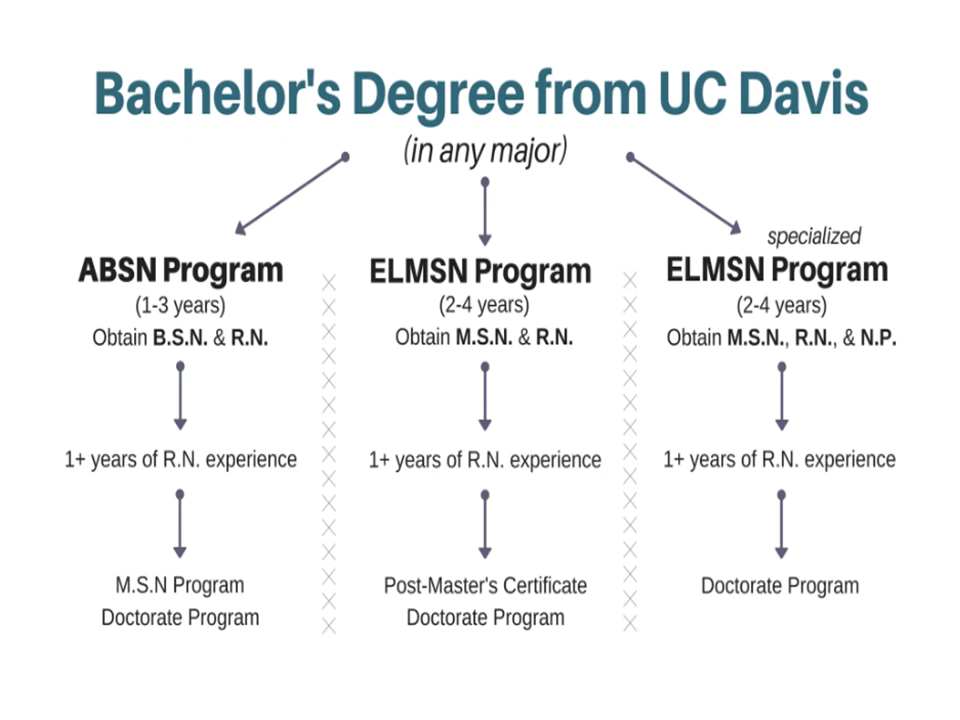 Bachelor's Degree from UC Davis
(in any major)
ABSN Program
(1-3 years)
Obtain B.S.N. & R.N.
1+ years of R.N. experience
M.S.N Program
Doctorate Program
ELMSN Program
(2-4 years)
Obtain M.S.N. & R.N.
1+ years of R.N. experience
Post-Master's Certificate
Doctorate Program
specialized
ELMSN Program
(2-4 years)
Obtain M.S.N., R.N., & N.P.
1+ years of R.N. experience
Doctorate Program